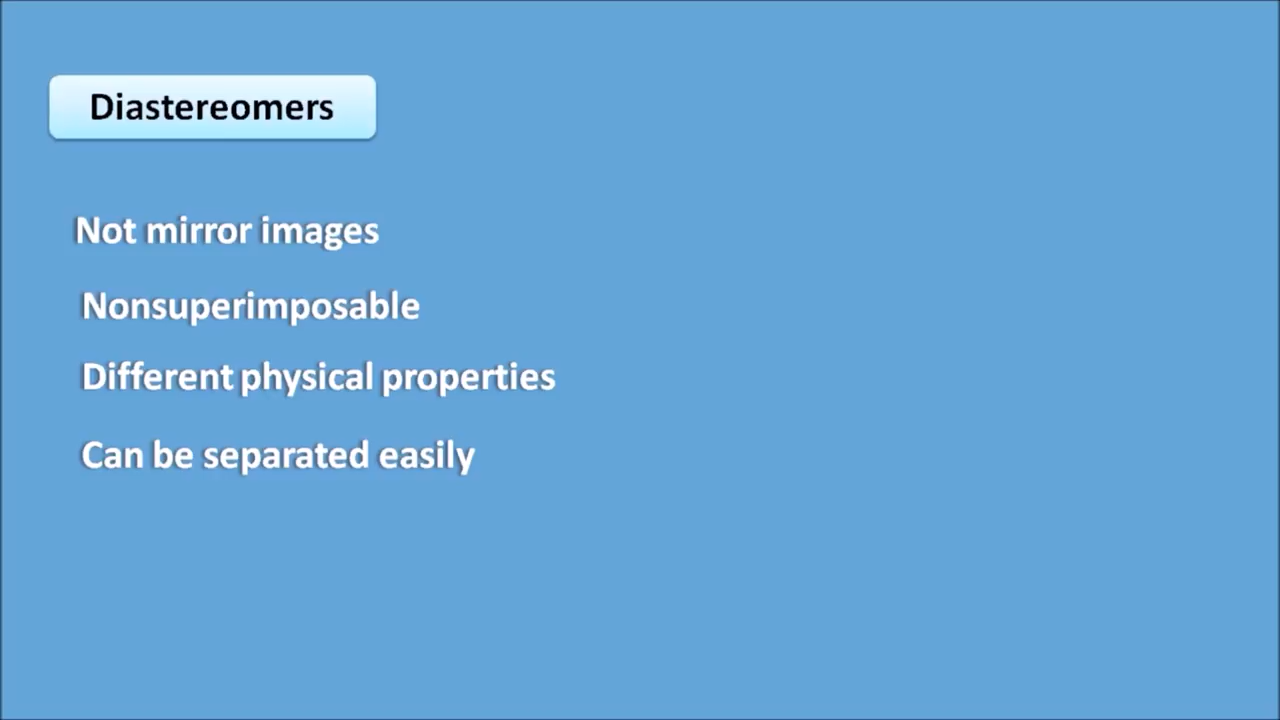 Diastereomers
Not mirror images
Nonsuperimposable
Different physical properties
Can be separated easily